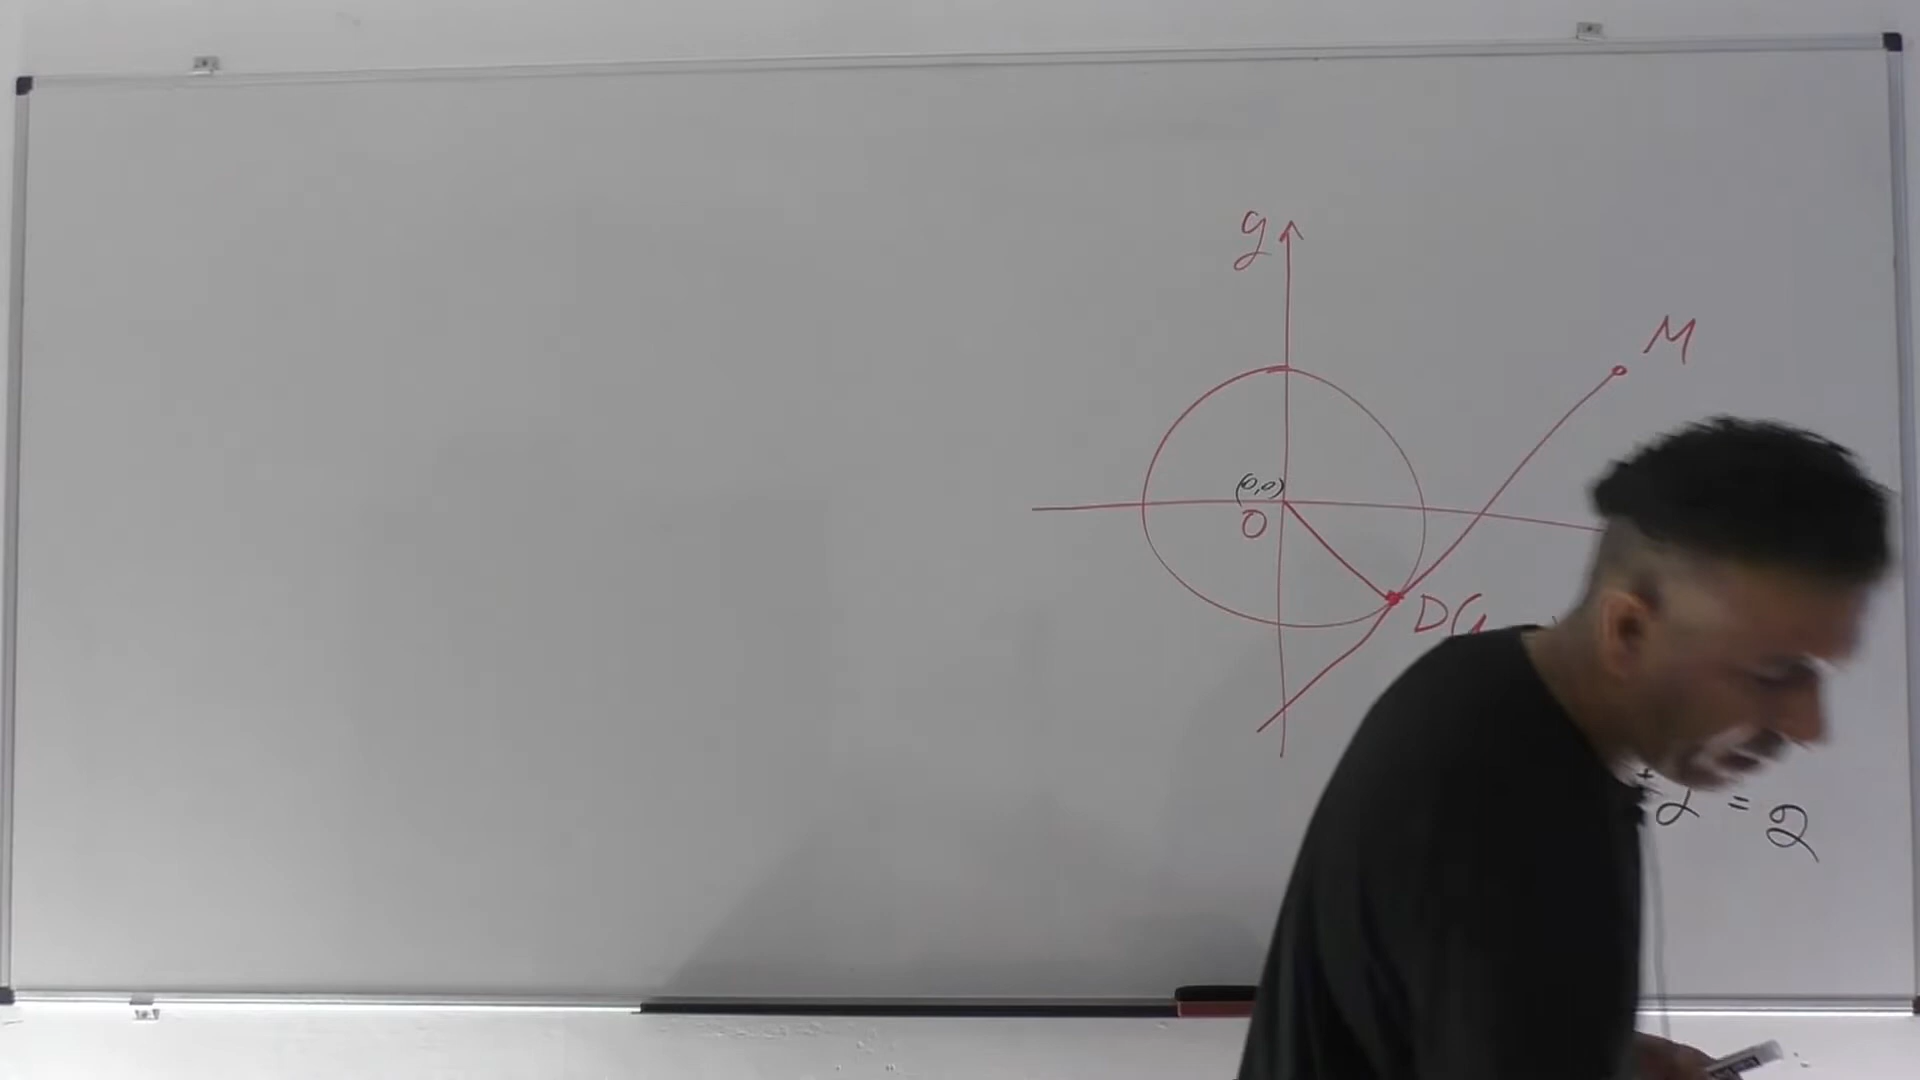 y
M
(0,0)
O
D(
= 2